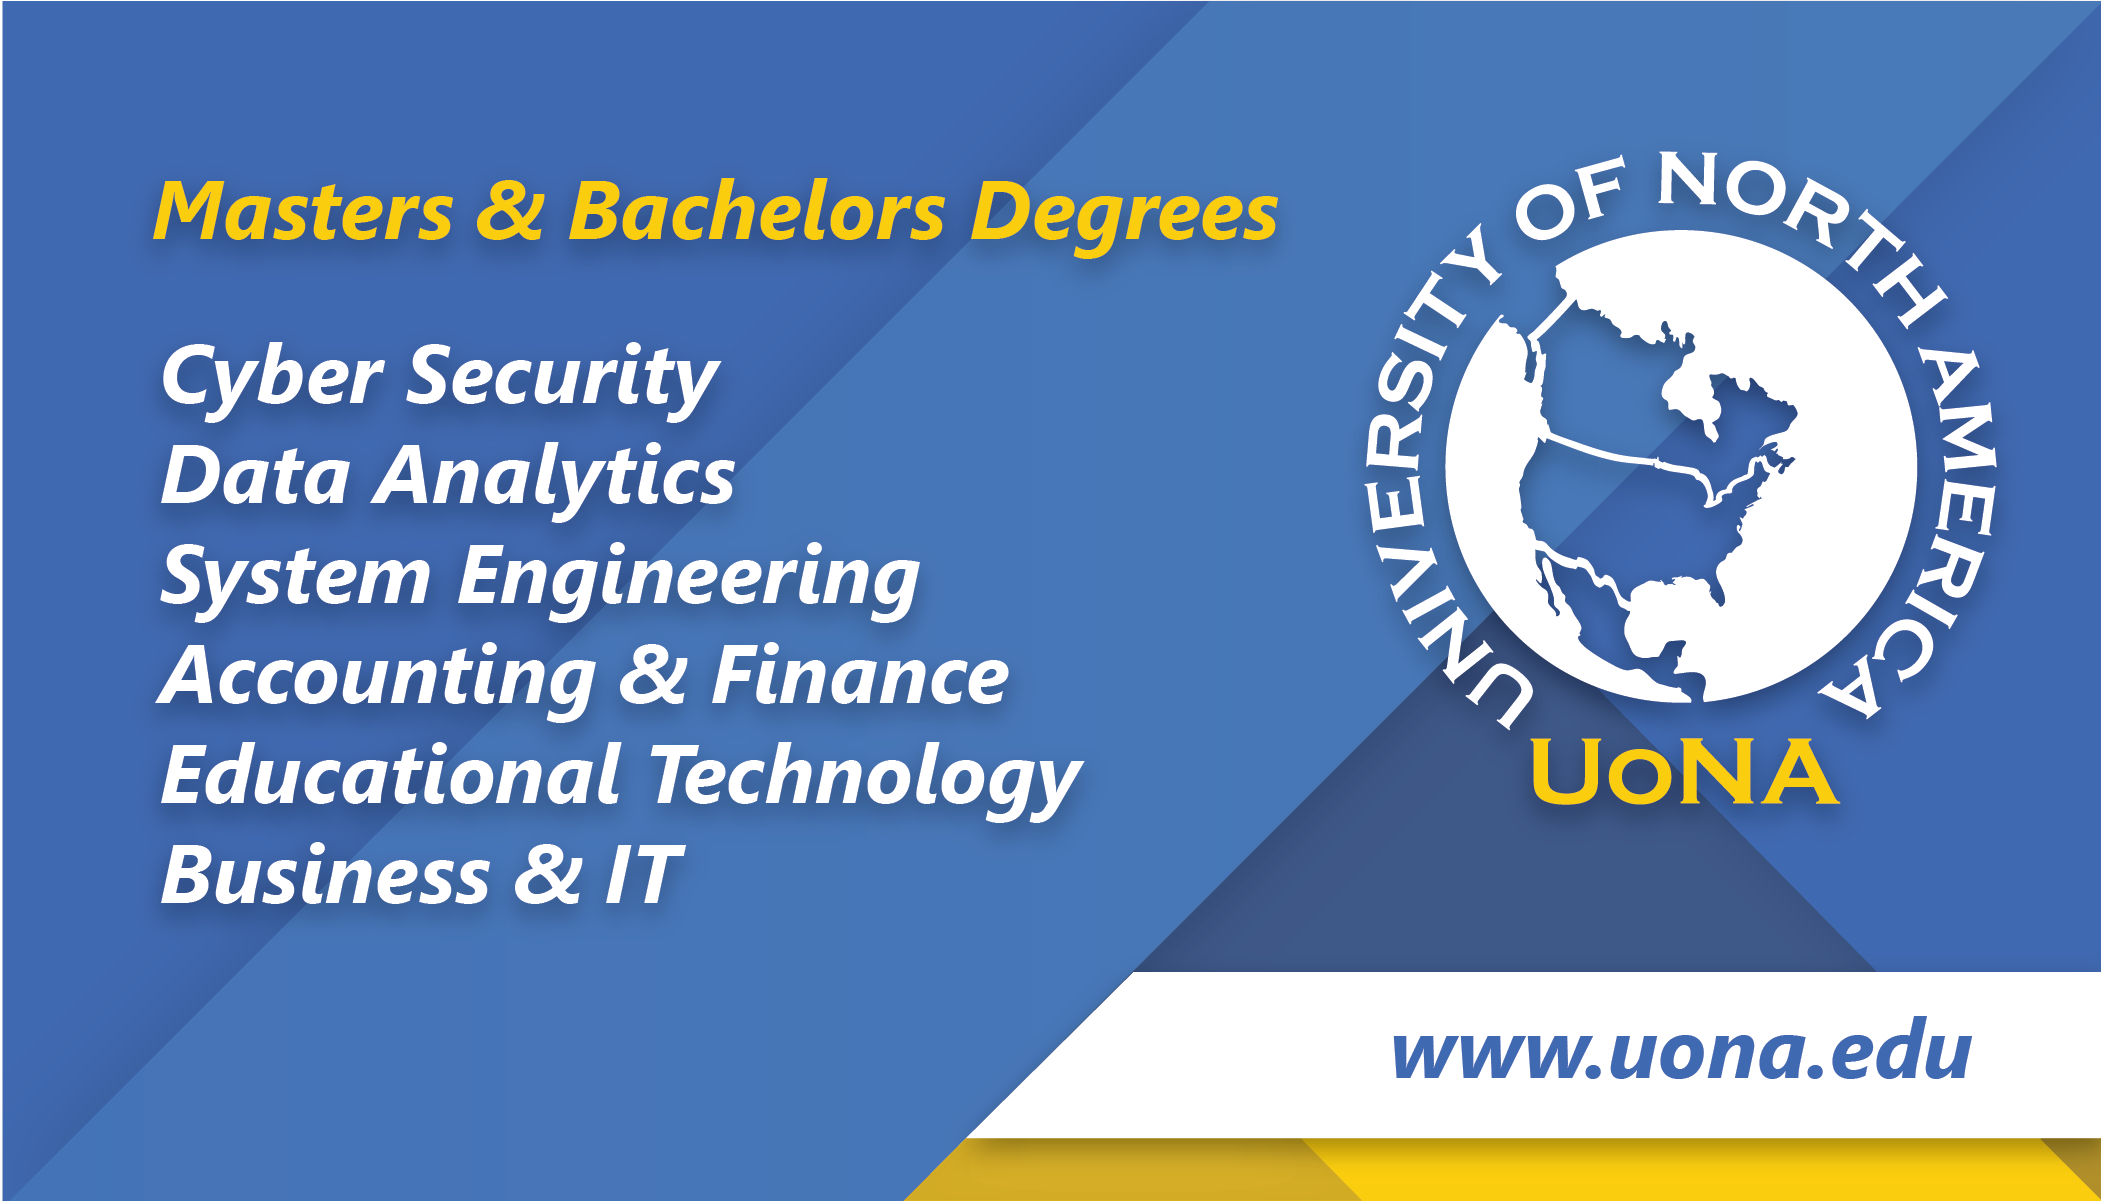 Masters & Bachelors Degrees
Cyber Security
Data Analytics
System Engineering
Accounting & Finance
Educational Technology
Business & IT
UNIVERSITY OF NORTH AMERICA
UoNA
www.uona.edu